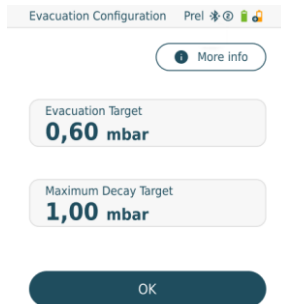 Evacuation Configuration Prel
More info
Evacuation Target
0,60 mbar
Maximum Decay Target
1,00 mbar
OK